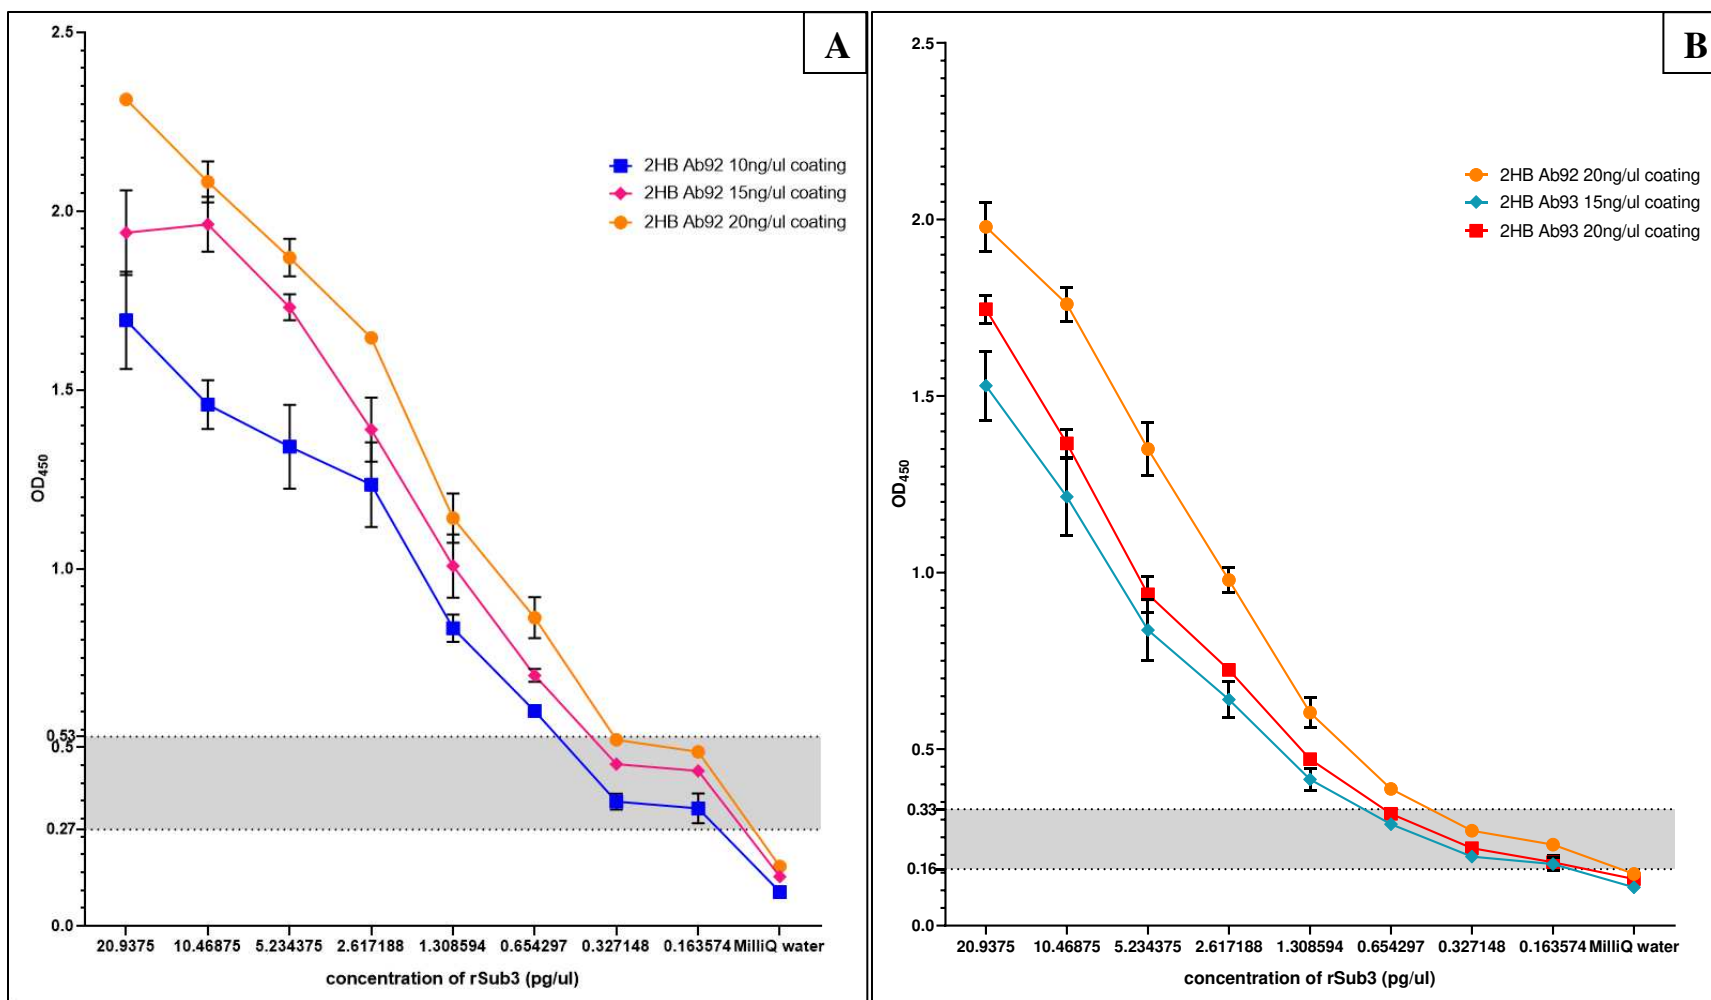 A
2.5
2.0
1.5
1.0
0.53
0.5
0.27
0.0
OD450
2HB Ab92 10ng/ul coating
2HB Ab92 15ng/ul coating
2HB Ab92 20ng/ul coating
20.9375 10.46875 5.234375 2.617188 1.308594 0.654297 0.327148 0.163574 MilliQ water
concentration of rSub3 (pg/ul)
B
2.5
2.0
1.5
1.0
0.5
0.33
0.16
0.0
OD450
2HB Ab92 20ng/ul coating
2HB Ab93 15ng/ul coating
2HB Ab93 20ng/ul coating
20.9375 10.46875 5.234375 2.617188 1.308594 0.654297 0.327148 0.163574 MilliQ water
concentration of rSub3 (pg/ul)